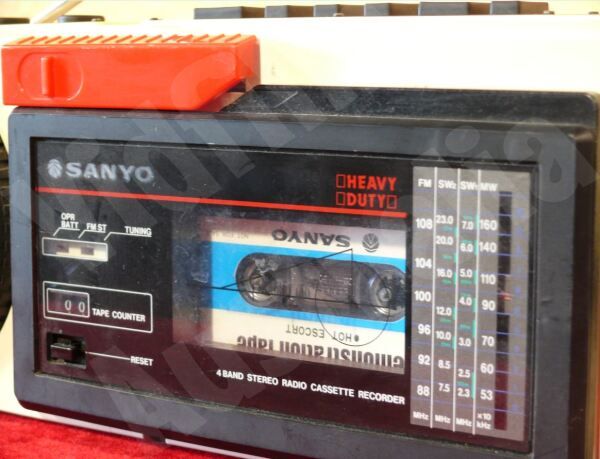 SANYO
HEAVY
DUTY
OPR
BATT
FM ST
TUNING
TAPE COUNTER
RESET
SANYO
HOT ESCORT
emonstration Tape
4 BAND STEREO RADIO CASSETTE RECORDER
FM SW2 SW1 MW
108 23.0 7.0 160
20.0 6.0 140
104 16.0 5.0 110
100 4.0 90
12.0
96 10.0 3.0 70
92 8.5 2.5 60
88 7.5 2.3 53
MHz MHz MHz x10 kHz